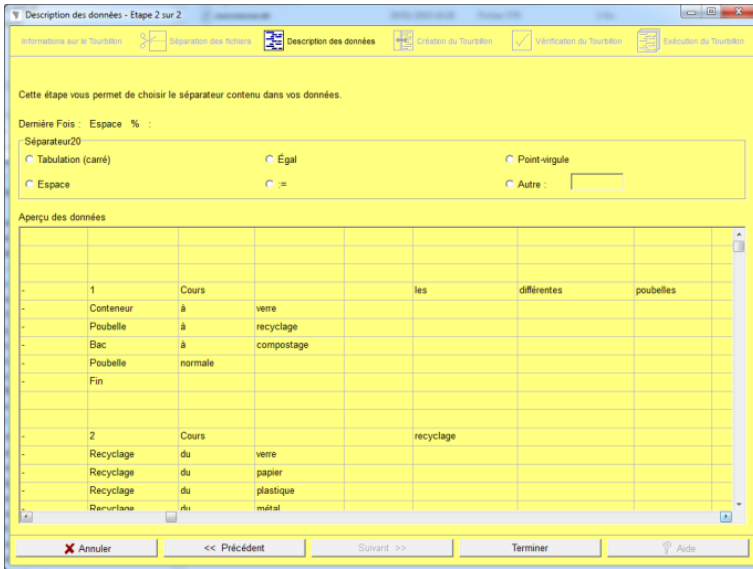 Description des données - Etape 2 sur 2
Informations sur le Tourbillon Séparation des fichiers Description des données Création du Tourbillon Vérification du Tourbillon Exécution du Tourbillon
Cette étape vous permet de choisir le séparateur contenu dans vos données.
Dernière Fois : Espace % :
Séparateur20
Tabulation (carré) Égal Point-virgule
Espace := Autre :
Aperçu des données
- 1 Cours les différentes poubelles
- Conteneur à verre
- Poubelle à recyclage
- Bac à compostage
- Poubelle normale
- Fin
- 2 Cours recyclage
- Recyclage du verre
- Recyclage du papier
- Recyclage du plastique
- Recyclage du métal
Annuler << Précédent Suivant >> Terminer Aide